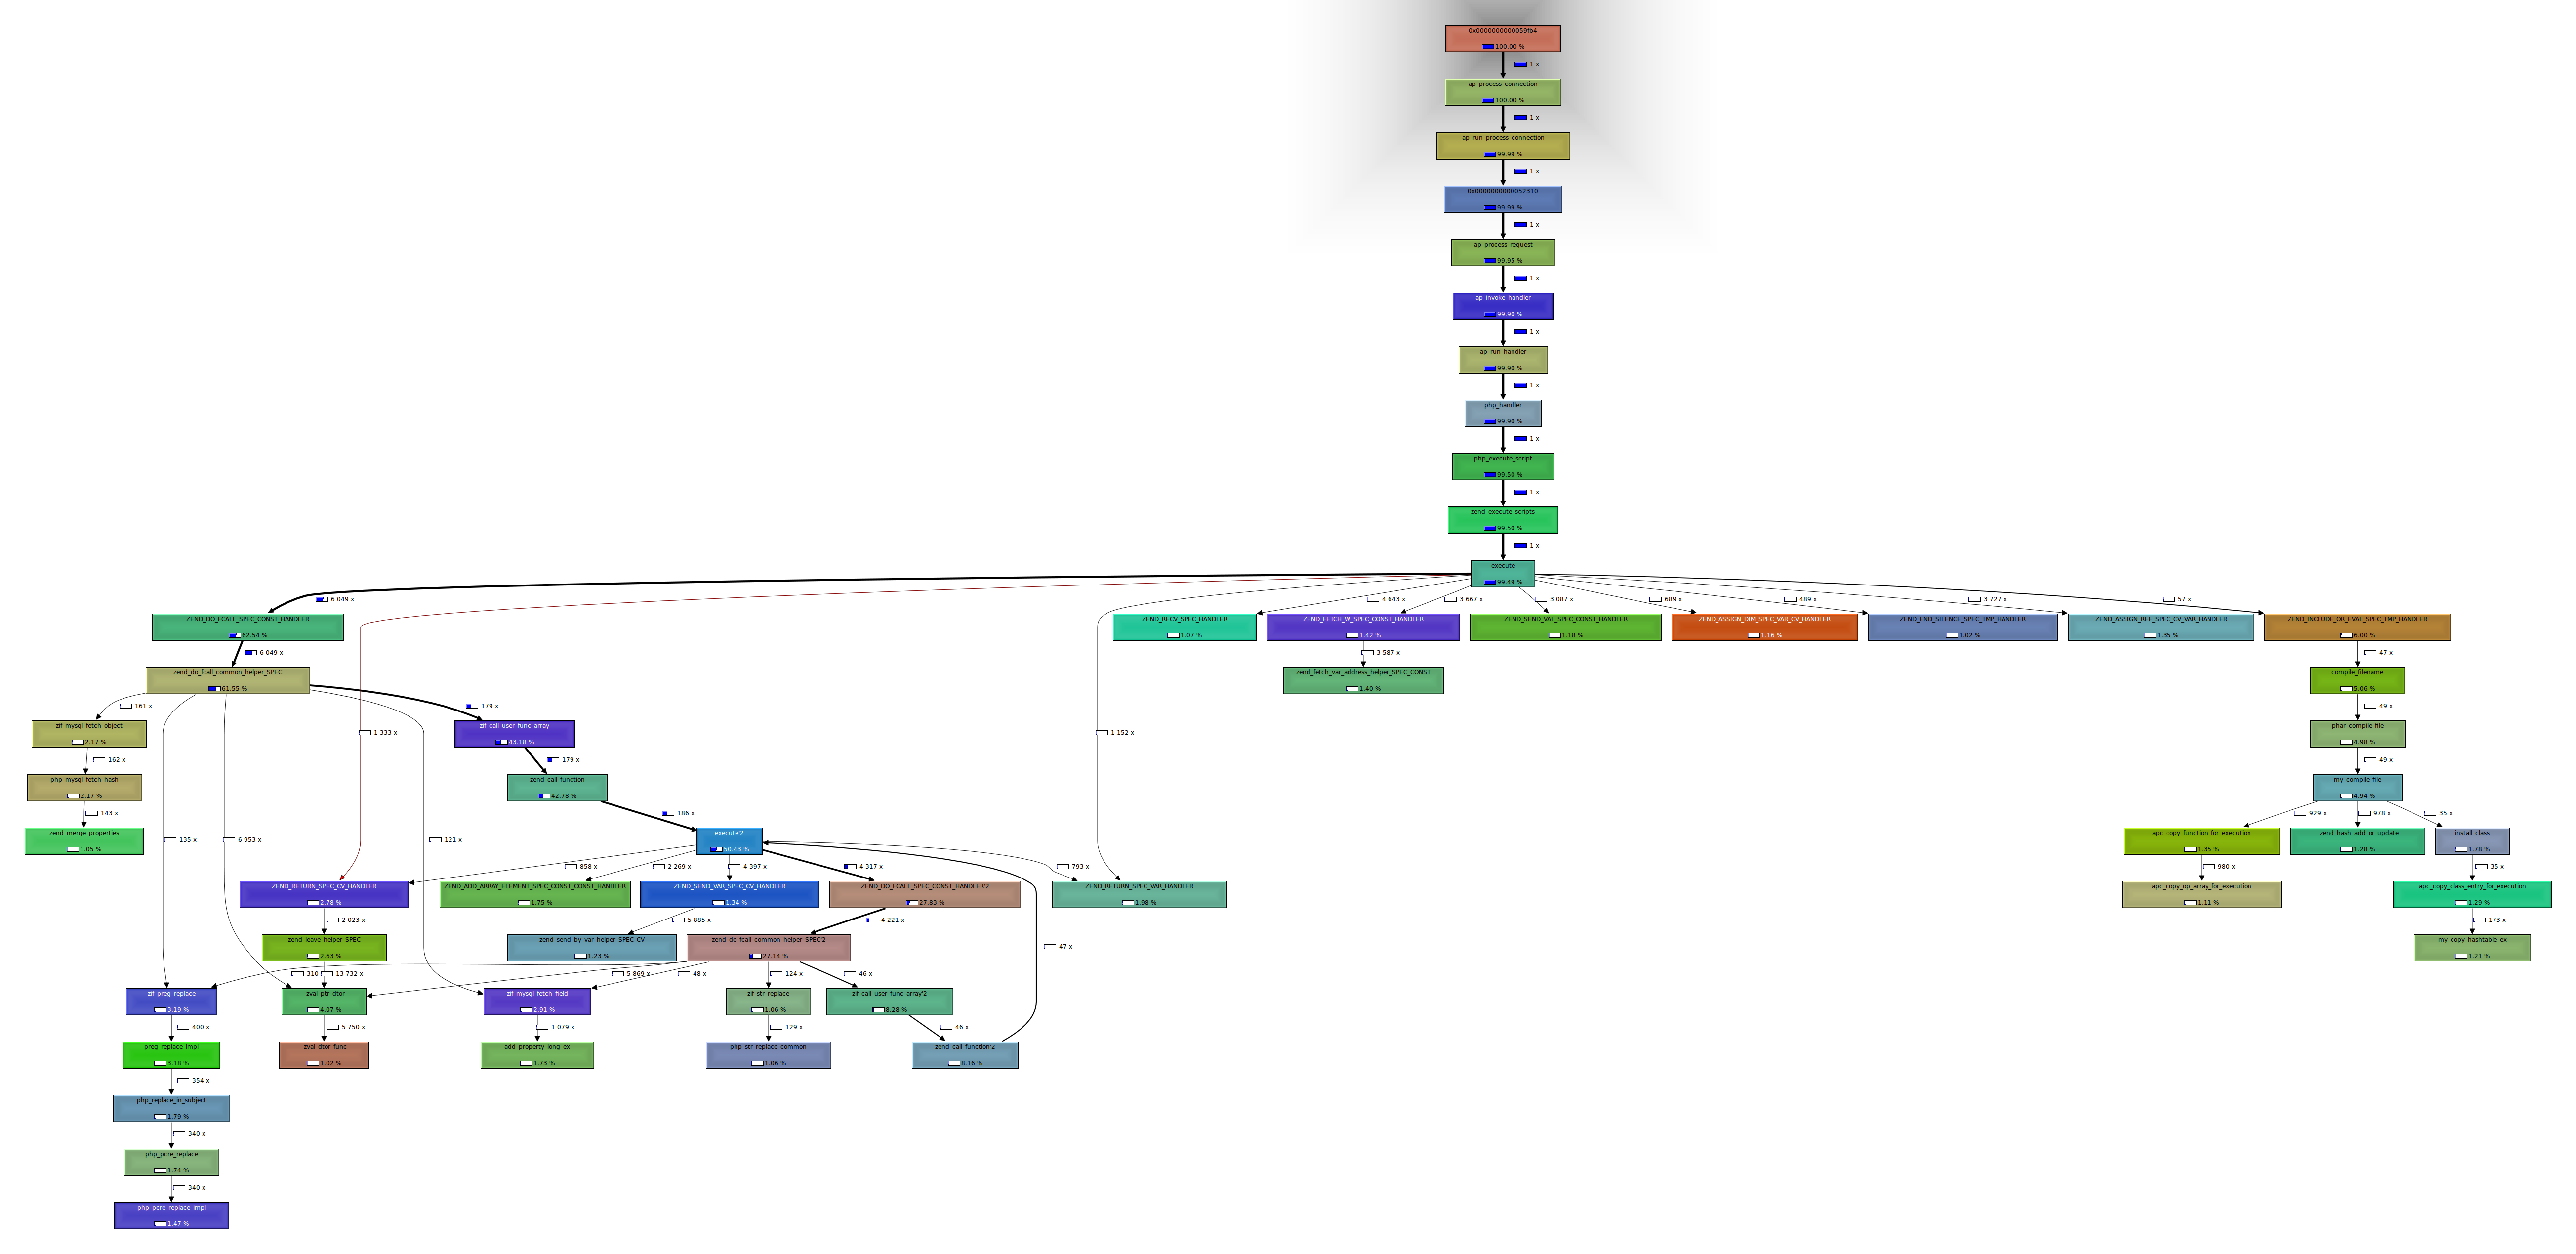 0x000000000059fb4
100.00 %
1 x
ap_process_connection
100.00 %
1 x
ap_run_process_connection
99.99 %
1 x
0x0000000000052310
99.99 %
1 x
ap_process_request
99.95 %
1 x
ap_invoke_handler
99.90 %
1 x
ap_run_handler
99.90 %
1 x
php_handler
99.90 %
1 x
php_execute_script
99.50 %
1 x
zend_execute_scripts
99.50 %
1 x
execute
99.49 %
6 049 x
4 643 x
3 667 x
3 087 x
689 x
489 x
3 727 x
57 x
ZEND_DO_FCALL_SPEC_CONST_HANDLER
62.54 %
ZEND_RECV_SPEC_HANDLER
1.07 %
ZEND_FETCH_W_SPEC_CONST_HANDLER
1.42 %
ZEND_SEND_VAL_SPEC_CONST_HANDLER
1.18 %
ZEND_ASSIGN_DIM_SPEC_VAR_CV_HANDLER
1.16 %
ZEND_END_SILENCE_SPEC_TMP_HANDLER
1.02 %
ZEND_ASSIGN_REF_SPEC_CV_VAR_HANDLER
1.35 %
ZEND_INCLUDE_OR_EVAL_SPEC_TMP_HANDLER
6.00 %
6 049 x
3 587 x
47 x
zend_do_fcall_common_helper_SPEC
61.55 %
zend_fetch_var_address_helper_SPEC_CONST
1.40 %
compile_filename
5.06 %
161 x
179 x
49 x
zif_mysql_fetch_object
2.17 %
zif_call_user_func_array
43.18 %
1 333 x
1 152 x
phar_compile_file
4.98 %
162 x
179 x
49 x
php_mysql_fetch_hash
2.17 %
zend_call_function
42.78 %
my_compile_file
4.94 %
143 x
186 x
929 x
978 x
35 x
zend_merge_properties
1.05 %
135 x
6 953 x
121 x
execute'2
50.43 %
apc_copy_function_for_execution
1.35 %
_zend_hash_add_or_update
1.28 %
install_class
1.78 %
858 x
2 269 x
4 397 x
4 317 x
793 x
980 x
35 x
ZEND_RETURN_SPEC_CV_HANDLER
2.78 %
ZEND_ADD_ARRAY_ELEMENT_SPEC_CONST_CONST_HANDLER
1.75 %
ZEND_SEND_VAR_SPEC_CV_HANDLER
1.34 %
ZEND_DO_FCALL_SPEC_CONST_HANDLER'2
27.83 %
ZEND_RETURN_SPEC_VAR_HANDLER
1.98 %
apc_copy_op_array_for_execution
1.11 %
apc_copy_class_entry_for_execution
1.29 %
2 023 x
5 885 x
4 221 x
47 x
173 x
zend_leave_helper_SPEC
2.63 %
zend_send_by_var_helper_SPEC_CV
1.23 %
zend_do_fcall_common_helper_SPEC'2
27.14 %
my_copy_hashtable_ex
1.21 %
310
13 732 x
5 869 x
48 x
124 x
46 x
zif_preg_replace
3.19 %
_zval_ptr_dtor
4.07 %
zif_mysql_fetch_field
2.91 %
zif_str_replace
1.06 %
zif_call_user_func_array'2
8.28 %
400 x
5 750 x
1 079 x
129 x
46 x
preg_replace_impl
3.18 %
_zval_dtor_func
1.02 %
add_property_long_ex
1.73 %
php_str_replace_common
1.06 %
zend_call_function'2
8.16 %
354 x
php_replace_in_subject
1.79 %
340 x
php_pcre_replace
1.74 %
340 x
php_pcre_replace_impl
1.47 %